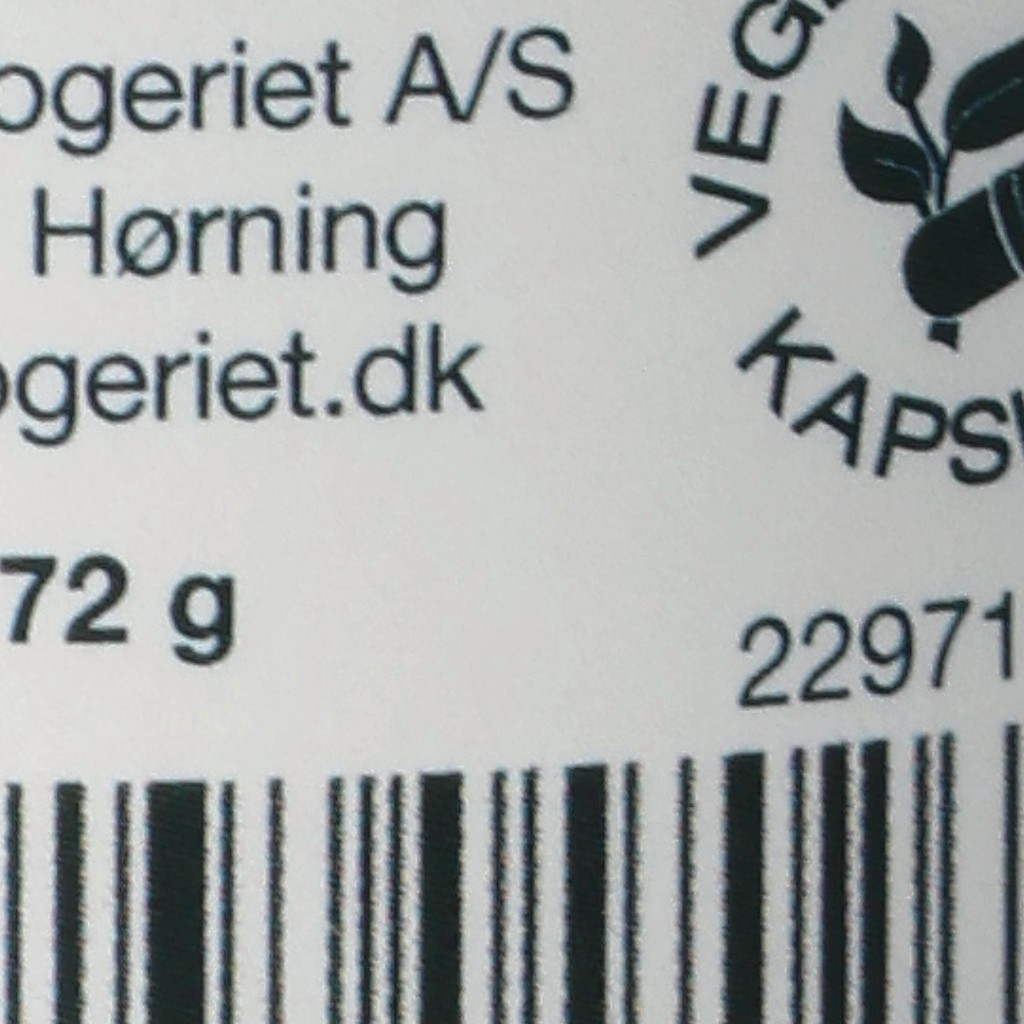 ogeriet A/S
Hørning
ogeriet.dk
VEG
KAPS
72 g
22971